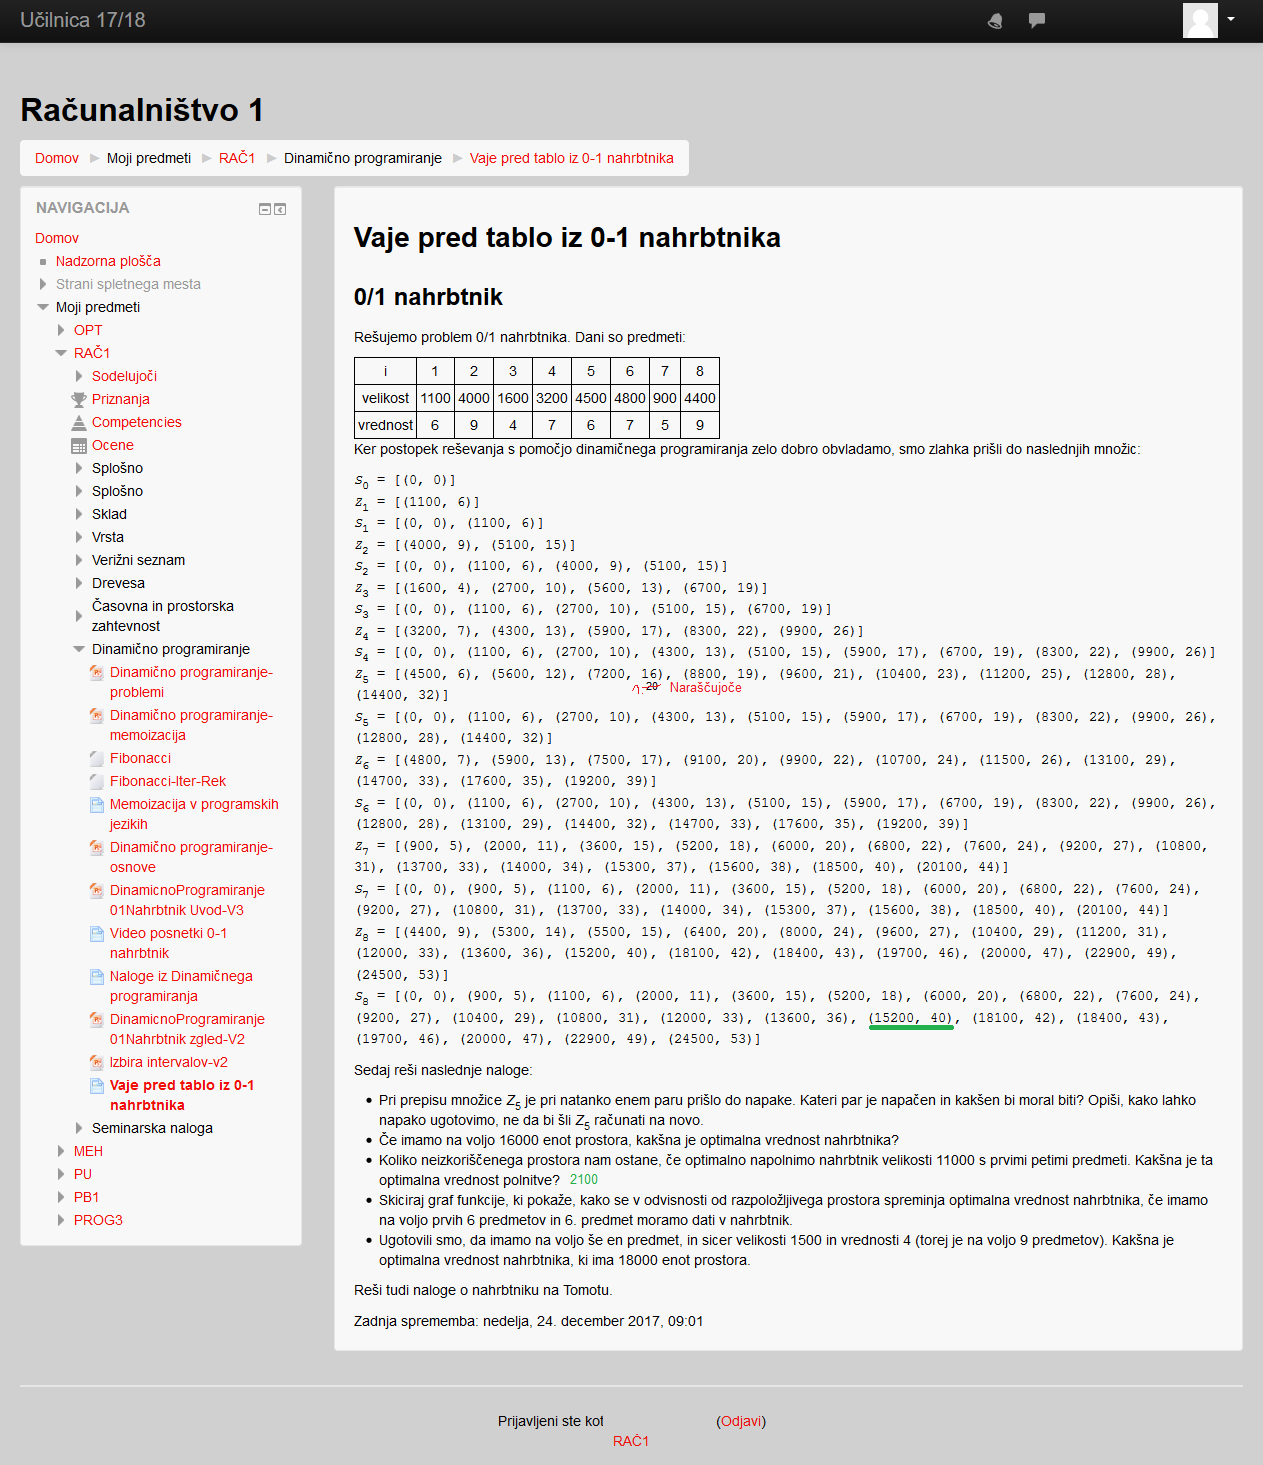 Učilnica 17/18
Računalništvo 1
Domov ► Moji predmeti ► RAČ1 ► Dinamično programiranje ► Vaje pred tablo iz 0-1 nahrbtnika
NAVIGACIJA
Domov
Nadzorna plošča
Strani spletnega mesta
Moji predmeti
OPT
RAČ1
Sodelujoči
Priznanja
Competencies
Ocene
Splošno
Splošno
Sklad
Vrsta
Verižni seznam
Drevesa
Časovna in prostorska
zahtevnost
Dinamično programiranje
Dinamično programiranje-
problemi
Dinamično programiranje-
memoizacija
Fibonacci
Fibonacci-Iter-Rek
Memoizacija v programskih
jezikih
Dinamično programiranje-
osnove
DinamicnoProgramiranje
01Nahrbtnik Uvod-V3
Video posnetki 0-1
nahrbtnik
Naloge iz Dinamičnega
programiranja
DinamicnoProgramiranje
01Nahrbtnik zgled-V2
Izbira intervalov-v2
Vaje pred tablo iz 0-1
nahrbtnika
Seminarska naloga
MEH
PU
PB1
PROG3
Vaje pred tablo iz 0-1 nahrbtnika
0/1 nahrbtnik
Rešujemo problem 0/1 nahrbtnika. Dani so predmeti:
i 1 2 3 4 5 6 7 8
velikost 1100 4000 1600 3200 4500 4800 900 4400
vrednost 6 9 4 7 6 7 5 9
Ker postopek reševanja s pomočjo dinamičnega programiranja zelo dobro obvladamo, smo zlahka prišli do naslednjih množic:
S0 = [(0, 0)]
Z1 = [(1100, 6)]
S1 = [(0, 0), (1100, 6)]
Z2 = [(4000, 9), (5100, 15)]
S2 = [(0, 0), (1100, 6), (4000, 9), (5100, 15)]
Z3 = [(1600, 4), (2700, 10), (5600, 13), (6700, 19)]
S3 = [(0, 0), (1100, 6), (2700, 10), (5100, 15), (6700, 19)]
Z4 = [(3200, 7), (4300, 13), (5900, 17), (8300, 22), (9900, 26)]
S4 = [(0, 0), (1100, 6), (2700, 10), (4300, 13), (5100, 15), (5900, 17), (6700, 19), (8300, 22), (9900, 26)]
Z5 = [(4500, 6), (5600, 12), (7200, 16), (8800, 19), (9600, 21), (10400, 23), (11200, 25), (12800, 28),
20 Naraščujoče
(14400, 32)]
S5 = [(0, 0), (1100, 6), (2700, 10), (4300, 13), (5100, 15), (5900, 17), (6700, 19), (8300, 22), (9900, 26),
(12800, 28), (14400, 32)]
Z6 = [(4800, 7), (5900, 13), (7500, 17), (9100, 20), (9900, 22), (10700, 24), (11500, 26), (13100, 29),
(14700, 33), (17600, 35), (19200, 39)]
S6 = [(0, 0), (1100, 6), (2700, 10), (4300, 13), (5100, 15), (5900, 17), (6700, 19), (8300, 22), (9900, 26),
(12800, 28), (13100, 29), (14400, 32), (14700, 33), (17600, 35), (19200, 39)]
Z7 = [(900, 5), (2000, 11), (3600, 15), (5200, 18), (6000, 20), (6800, 22), (7600, 24), (9200, 27), (10800,
31), (13700, 33), (14000, 34), (15300, 37), (15600, 38), (18500, 40), (20100, 44)]
S7 = [(0, 0), (900, 5), (1100, 6), (2000, 11), (3600, 15), (5200, 18), (6000, 20), (6800, 22), (7600, 24),
(9200, 27), (10800, 31), (13700, 33), (14000, 34), (15300, 37), (15600, 38), (18500, 40), (20100, 44)]
Z8 = [(4400, 9), (5300, 14), (5500, 15), (6400, 20), (8000, 24), (9600, 27), (10400, 29), (11200, 31),
(12000, 33), (13600, 36), (15200, 40), (18100, 42), (18400, 43), (19700, 46), (20000, 47), (22900, 49),
(24500, 53)]
S8 = [(0, 0), (900, 5), (1100, 6), (2000, 11), (3600, 15), (5200, 18), (6000, 20), (6800, 22), (7600, 24),
(9200, 27), (10400, 29), (10800, 31), (12000, 33), (13600, 36), (15200, 40), (18100, 42), (18400, 43),
(19700, 46), (20000, 47), (22900, 49), (24500, 53)]
Sedaj reši naslednje naloge:
• Pri prepisu množice Z5 je pri natanko enem paru prišlo do napake. Kateri par je napačen in kakšen bi moral biti? Opiši, kako lahko
napako ugotovimo, ne da bi šli Z5 računati na novo.
• Če imamo na voljo 16000 enot prostora, kakšna je optimalna vrednost nahrbtnika?
• Koliko neizkoriščenega prostora nam ostane, če optimalno napolnimo nahrbtnik velikosti 11000 s prvimi petimi predmeti. Kakšna je ta
optimalna vrednost polnitve? 2100
• Skiciraj graf funkcije, ki pokaže, kako se v odvisnosti od razpoložljivega prostora spreminja optimalna vrednost nahrbtnika, če imamo
na voljo prvih 6 predmetov in 6. predmet moramo dati v nahrbtnik.
• Ugotovili smo, da imamo na voljo še en predmet, in sicer velikosti 1500 in vrednosti 4 (torej je na voljo 9 predmetov). Kakšna je
optimalna vrednost nahrbtnika, ki ima 18000 enot prostora.
Reši tudi naloge o nahrbtniku na Tomotu.
Zadnja sprememba: nedelja, 24. december 2017, 09:01
Prijavljeni ste kot (Odjavi)
RAČ1